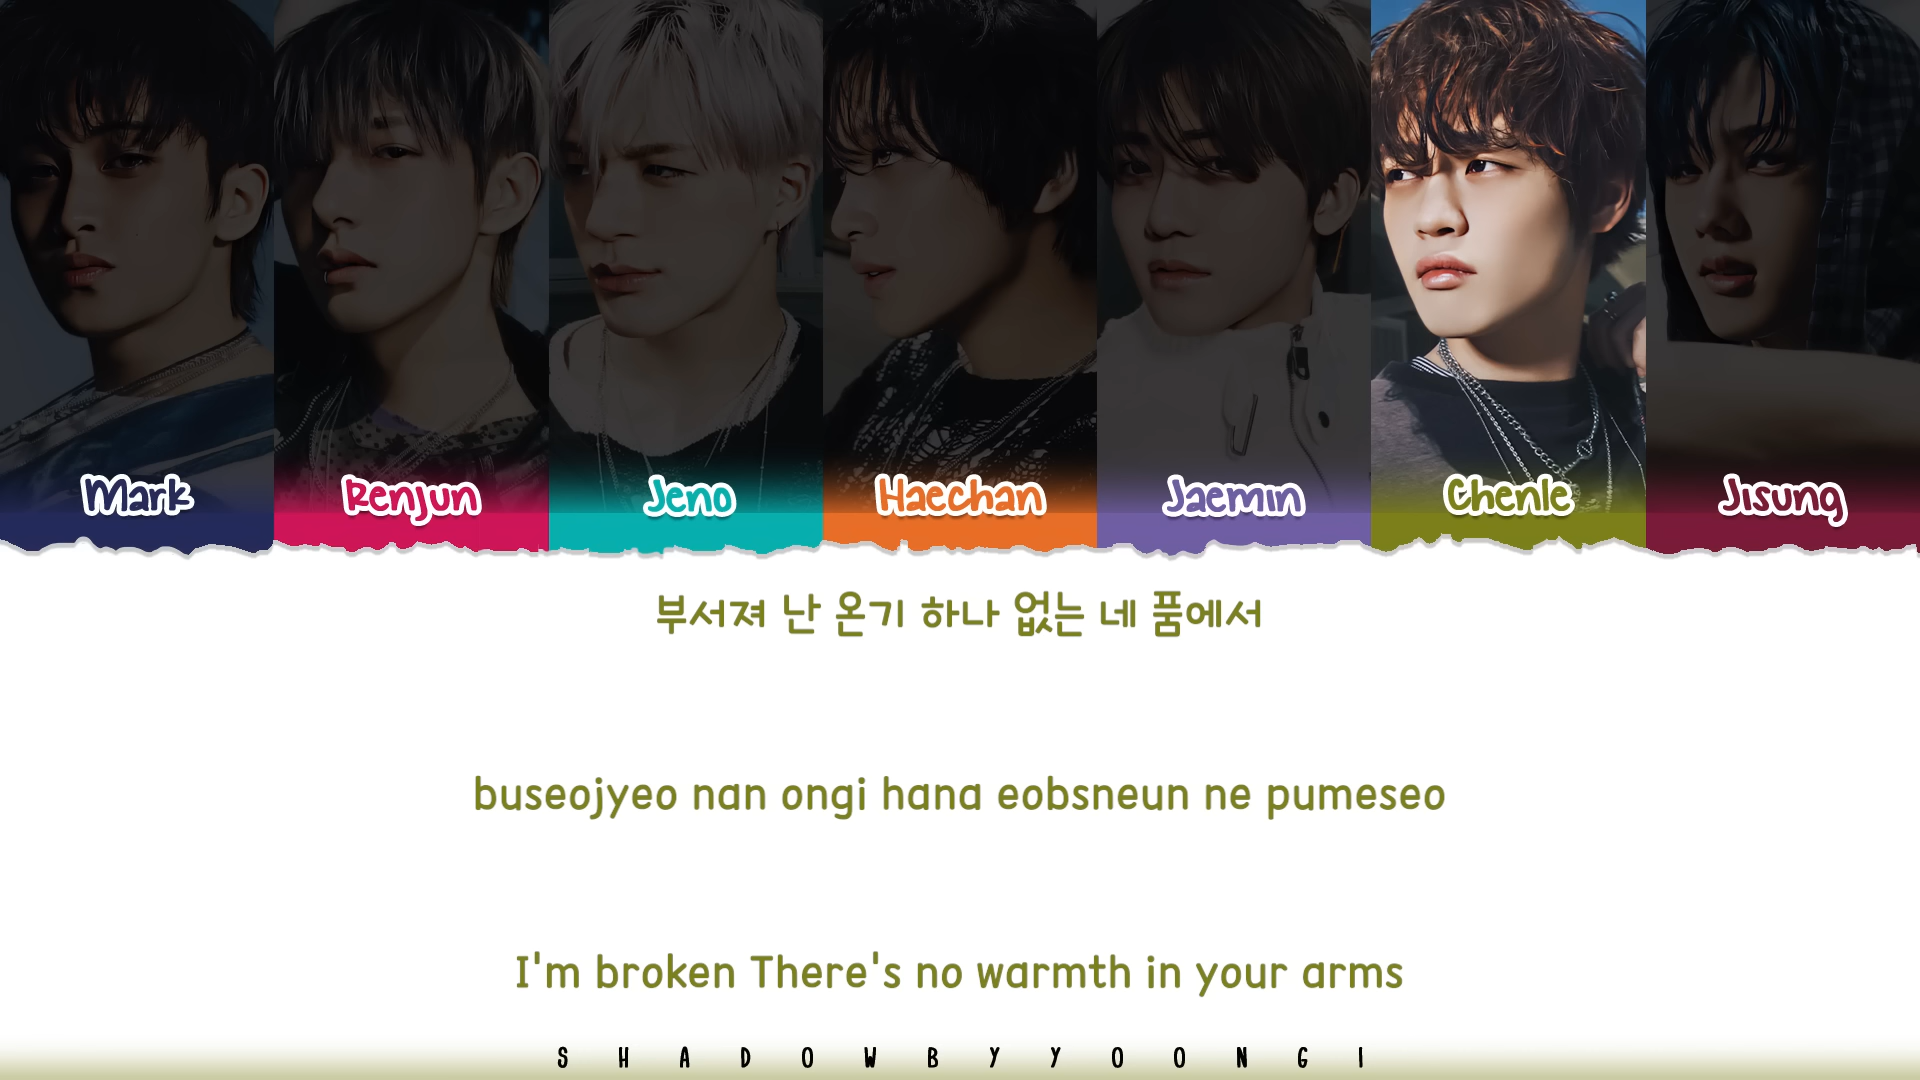 Mark Renjun Jeno Haechan Jaemin Chenle Jisung
부서져 난 온기 하나 없는 네 품에서
buseojyeo nan ongi hana eobsneun ne pumeseo
I'm broken There's no warmth in your arms
S H A D O W B Y Y O O N G I